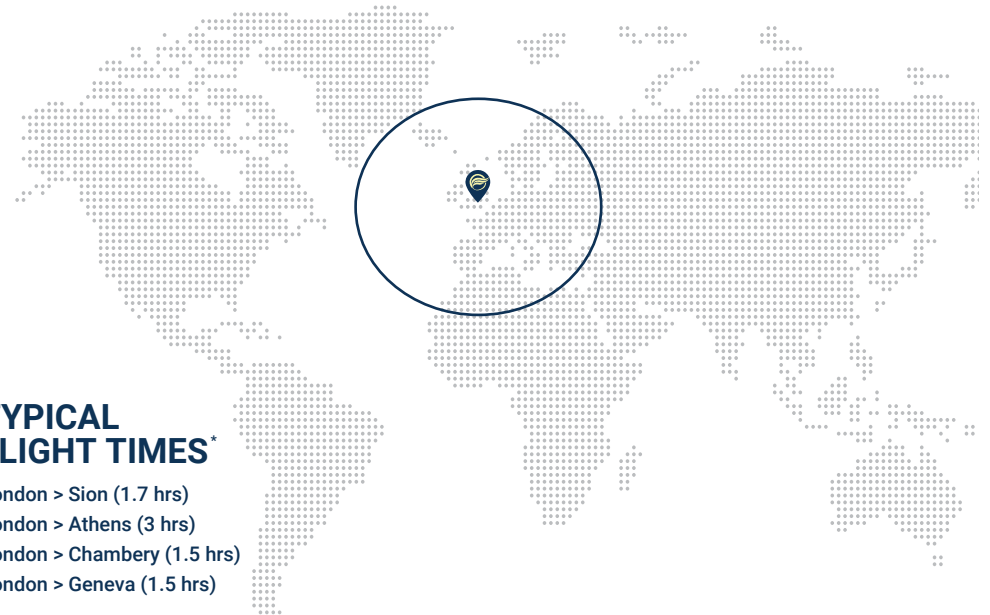 YPICAL
LIGHT TIMES*
ondon > Sion (1.7 hrs)
ondon > Athens (3 hrs)
ondon > Chambery (1.5 hrs)
ondon > Geneva (1.5 hrs)